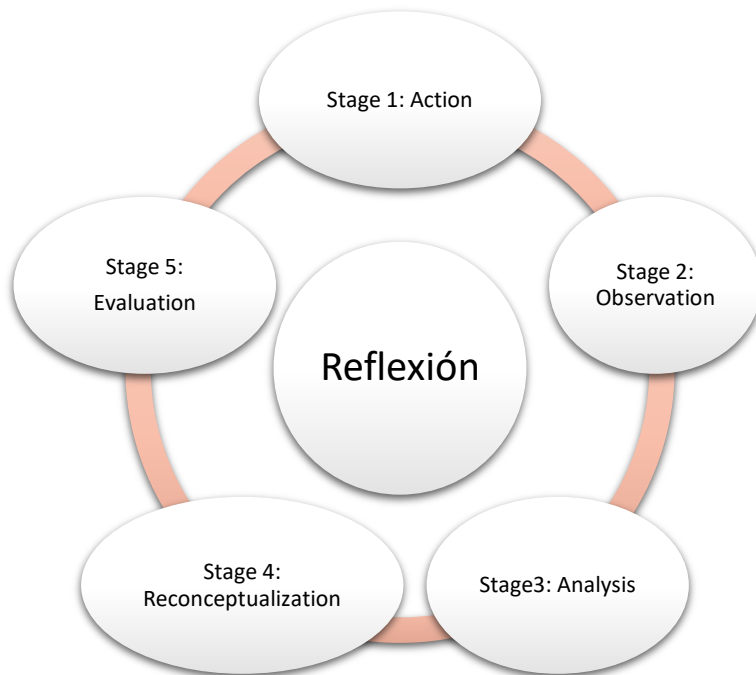 Stage 1: Action
Stage 2:
Observation
Stage3: Analysis
Stage 4:
Reconceptualization
Stage 5:
Evaluation
Reflexión